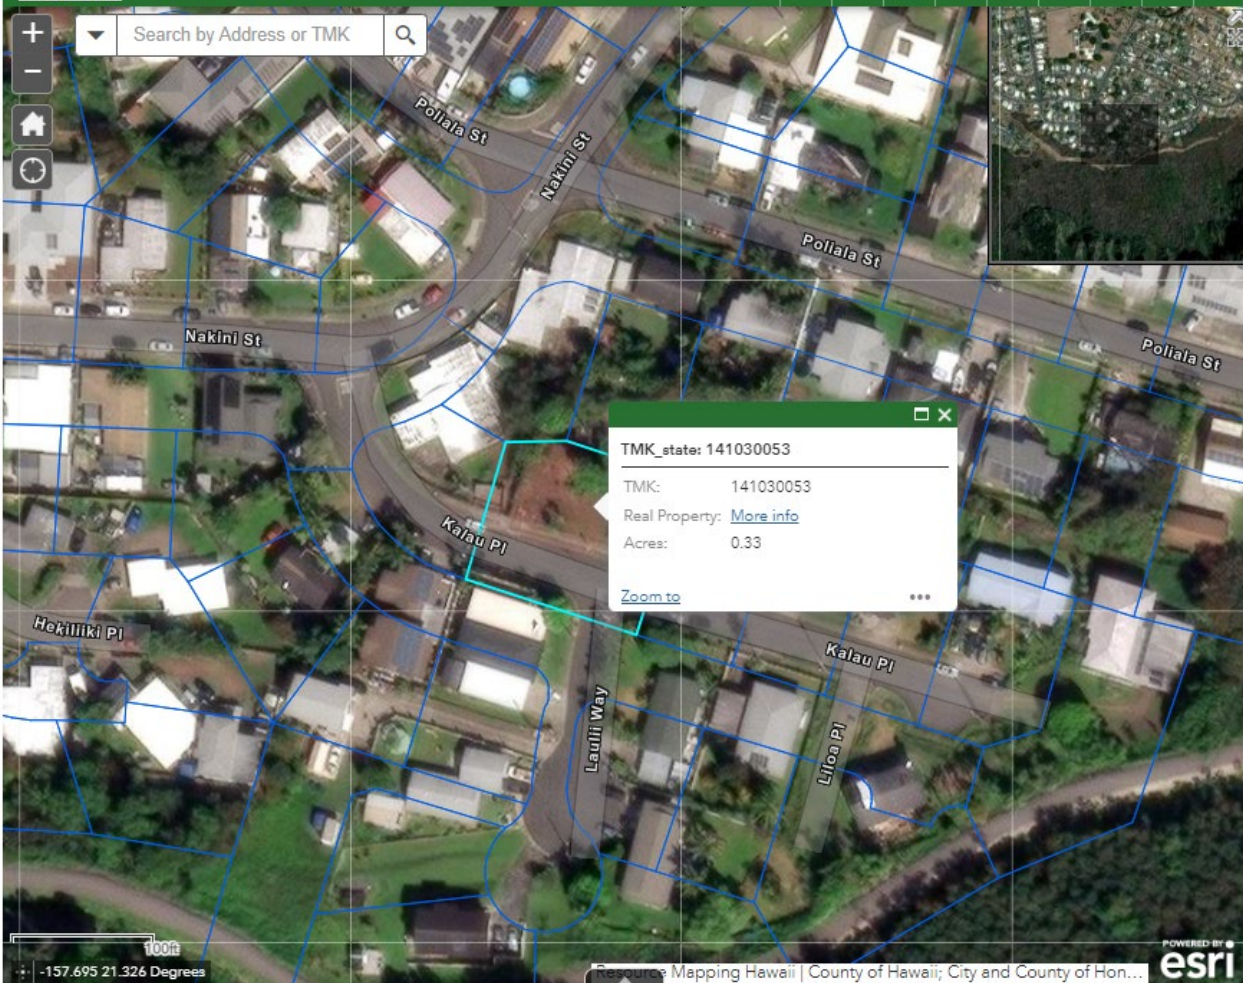 +
Search by Address or TMK
−
Poliala St
Nakini St
Poliala St
Nakini St
Poliala St
TMK_state: 141030053
TMK: 141030053
Real Property: More info
Acres: 0.33
Zoom to
Kalau Pl
Hekiliiki Pl
Kalau Pl
Laulii Way
Liloa Pl
100ft
-157.695 21.326 Degrees
Resource Mapping Hawaii | County of Hawaii; City and County of Hon...
POWERED BY
esri